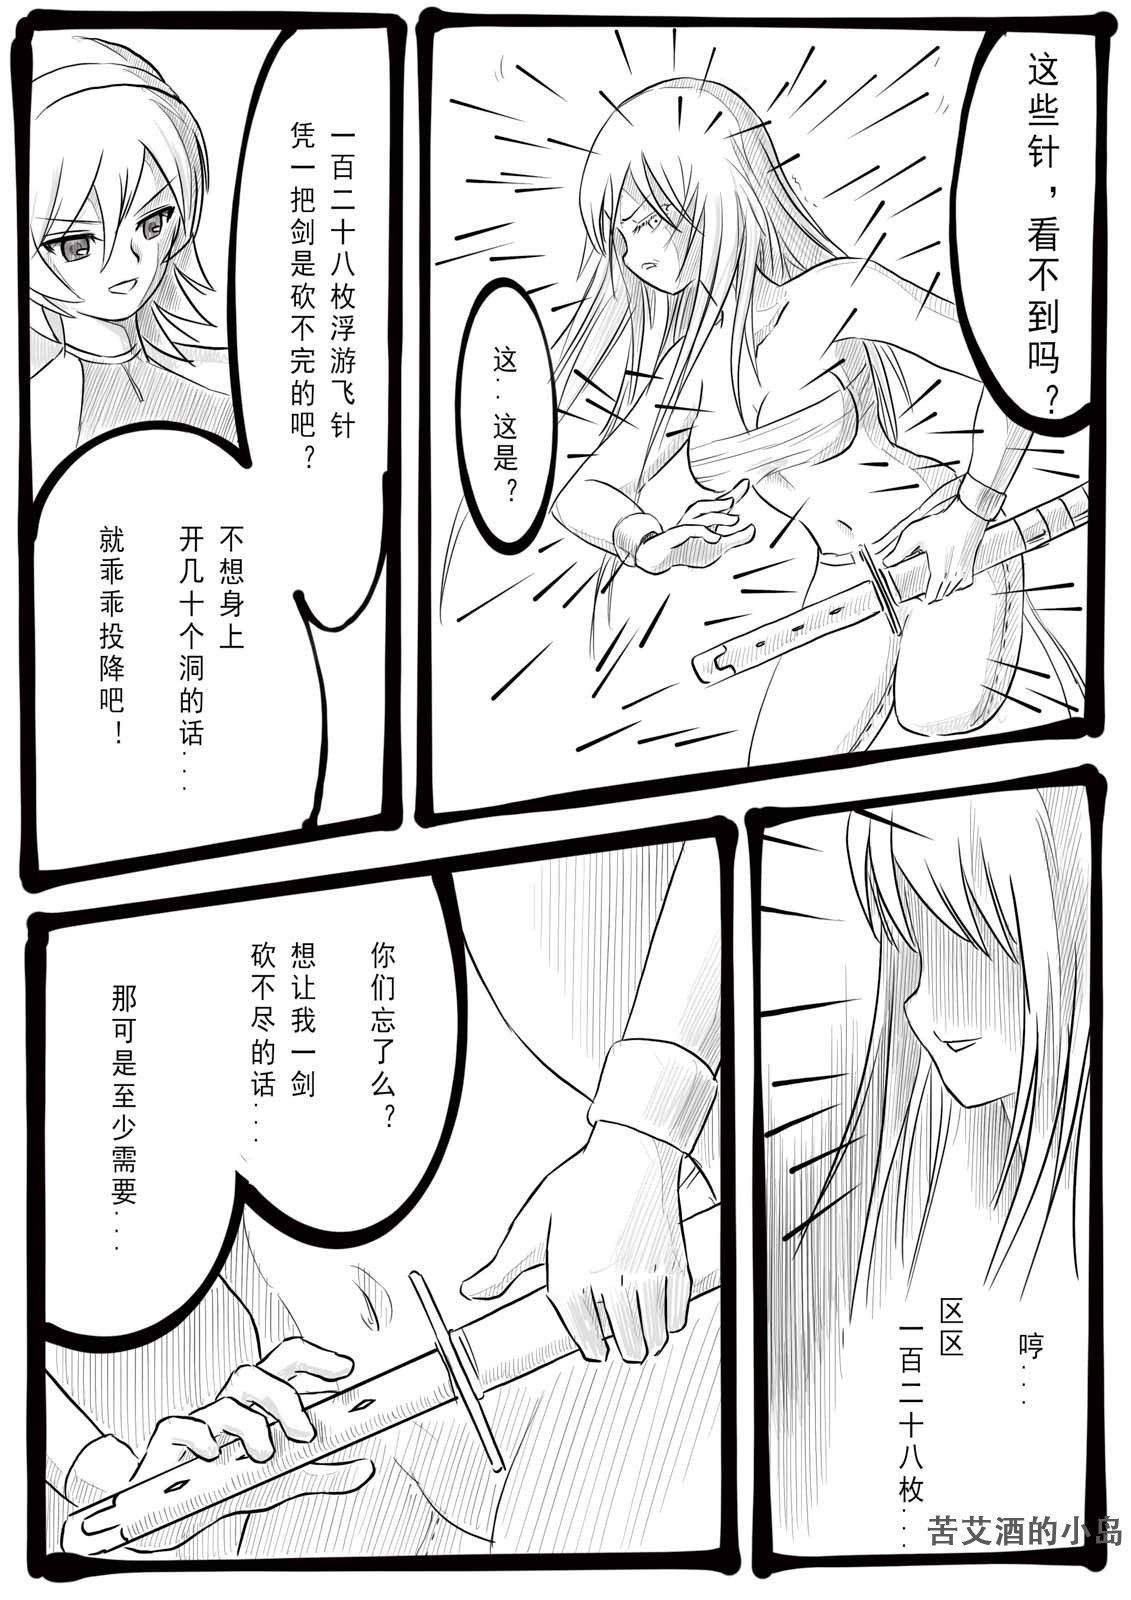 这些针，看不到吗？
这．．这是？
一百二十八枚浮游飞针
凭一把剑是砍不完的吧？
不想身上
开几十个洞的话．．．
就乖乖投降吧！
哼．．．
区区
一百二十八枚．．．
你们忘了么？
想让我一剑
砍不尽的话．．．
那可是至少需要．．．
苦艾酒的小岛